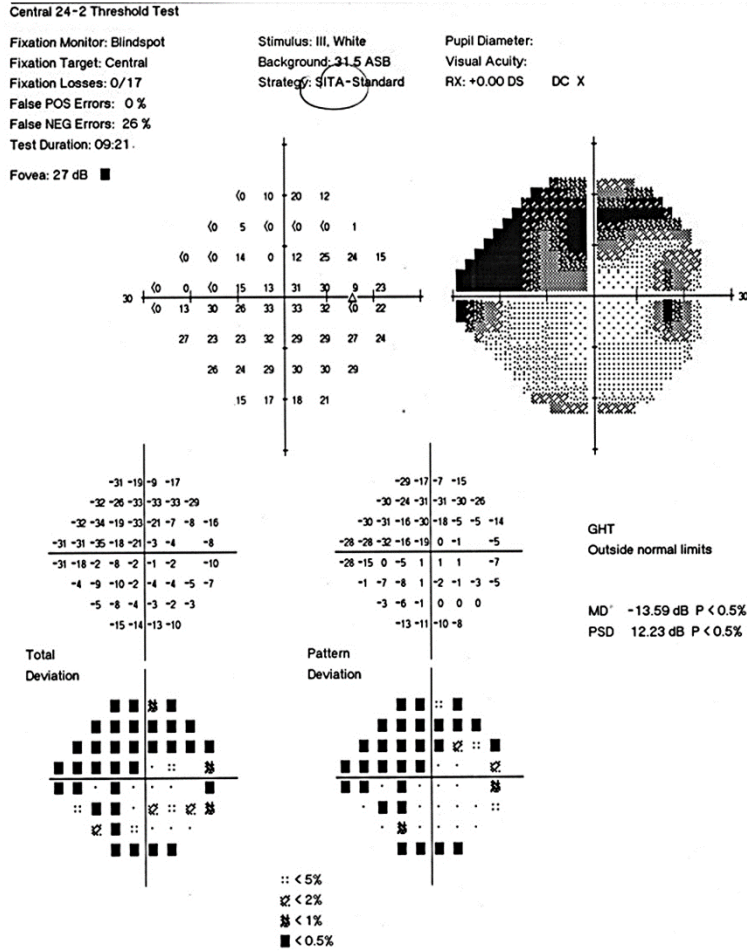 Central 24-2 Threshold Test
Fixation Monitor: Blindspot Stimulus: III, White Pupil Diameter:
Fixation Target: Central Background: 31.5 ASB Visual Acuity:
Fixation Losses: 0/17 Strategy: SITA-Standard RX: +0.00 DS DC X
False POS Errors: 0 %
False NEG Errors: 26 %
Test Duration: 09:21
Fovea: 27 dB ■
<0 10 20 12
<0 5 <0 <0 <0 1
<0 <0 14 0 12 25 24 15
<0 0 <0 15 13 31 30 9 23
30 30
<0 13 30 26 33 33 32 <0 22
27 23 23 32 29 29 27 24
26 24 29 30 30 29
15 17 18 21
-31 -19 -9 -17 -29 -17 -7 -15
-32 -26 -33 -33 -33 -29 -30 -24 -31 -31 -30 -26
-32 -34 -19 -33 -21 -7 -8 -16 -30 -31 -16 -30 -18 -5 -5 -14
-31 -31 -35 -18 -21 -3 -4 -8 -28 -28 -32 -16 -19 0 -1 -5
GHT
Outside normal limits
-31 -18 -2 -8 -2 -1 -2 -10 -28 -15 0 -5 1 1 1 -7
-4 -9 -10 -2 -4 -4 -5 -7 -1 -7 -8 1 -2 -1 -3 -5
-5 -8 -4 -3 -2 -3 -3 -6 -1 0 0 0
-15 -14 -13 -10 -13 -11 -10 -8
MD -13.59 dB P < 0.5%
PSD 12.23 dB P < 0.5%
Total Pattern
Deviation Deviation
:: < 5%
< 2%
< 1%
■ < 0.5%